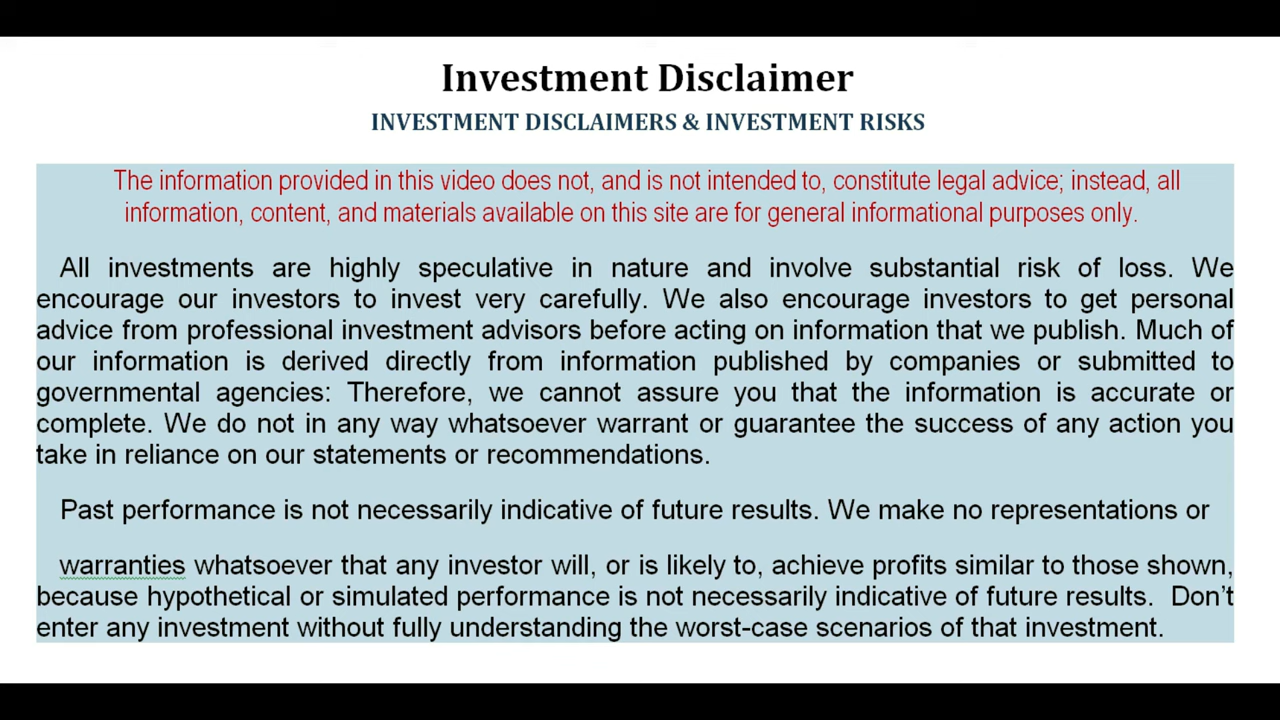 Investment Disclaimer
INVESTMENT DISCLAIMERS & INVESTMENT RISKS
The information provided in this video does not, and is not intended to, constitute legal advice; instead, all
information, content, and materials available on this site are for general informational purposes only.
All investments are highly speculative in nature and involve substantial risk of loss. We
encourage our investors to invest very carefully. We also encourage investors to get personal
advice from professional investment advisors before acting on information that we publish. Much of
our information is derived directly from information published by companies or submitted to
governmental agencies: Therefore, we cannot assure you that the information is accurate or
complete. We do not in any way whatsoever warrant or guarantee the success of any action you
take in reliance on our statements or recommendations.
Past performance is not necessarily indicative of future results. We make no representations or
warranties whatsoever that any investor will, or is likely to, achieve profits similar to those shown,
because hypothetical or simulated performance is not necessarily indicative of future results.  Don’t
enter any investment without fully understanding the worst-case scenarios of that investment.